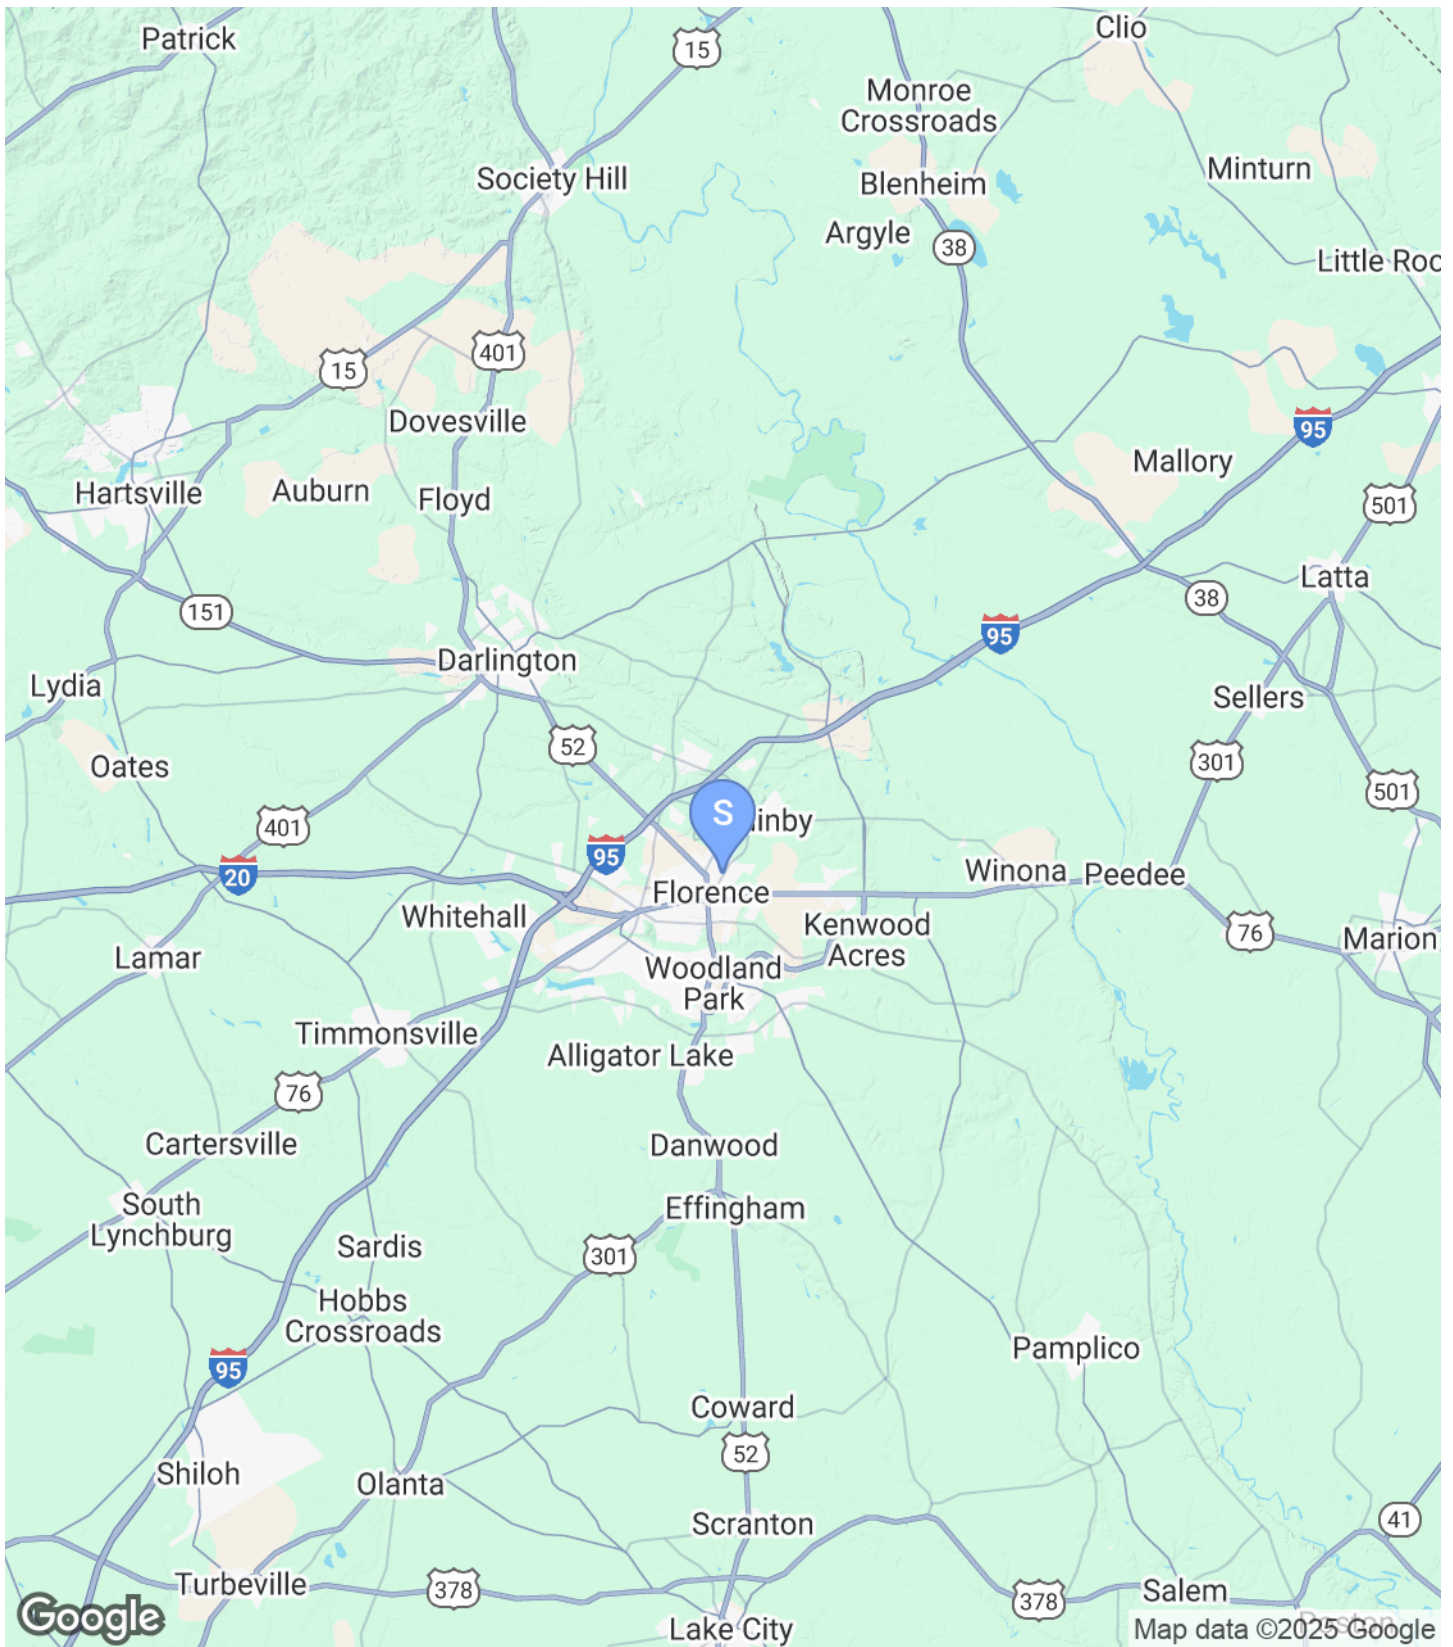 Patrick
15
Clio
Monroe
Crossroads
Society Hill
Minturn
Blenheim
Argyle
38
Little Roc
401
15
Dovesville
95
Mallory
Hartsville
Auburn
Floyd
501
Latta
151
38
95
Darlington
Lydia
Sellers
52
Oates
301
501
S
inby
401
95
20
Winona
Peedee
Florence
Whitehall
Kenwood
Acres
76
Marion
Lamar
Woodland
Park
Timmonsville
Alligator Lake
76
Cartersville
Danwood
South
Lynchburg
Effingham
Sardis
301
Hobbs
Crossroads
Pamplico
95
Coward
52
Shiloh
Olanta
Scranton
41
Turbeville
378
Salem
378
Google
Lake City
Map data ©2025 Google